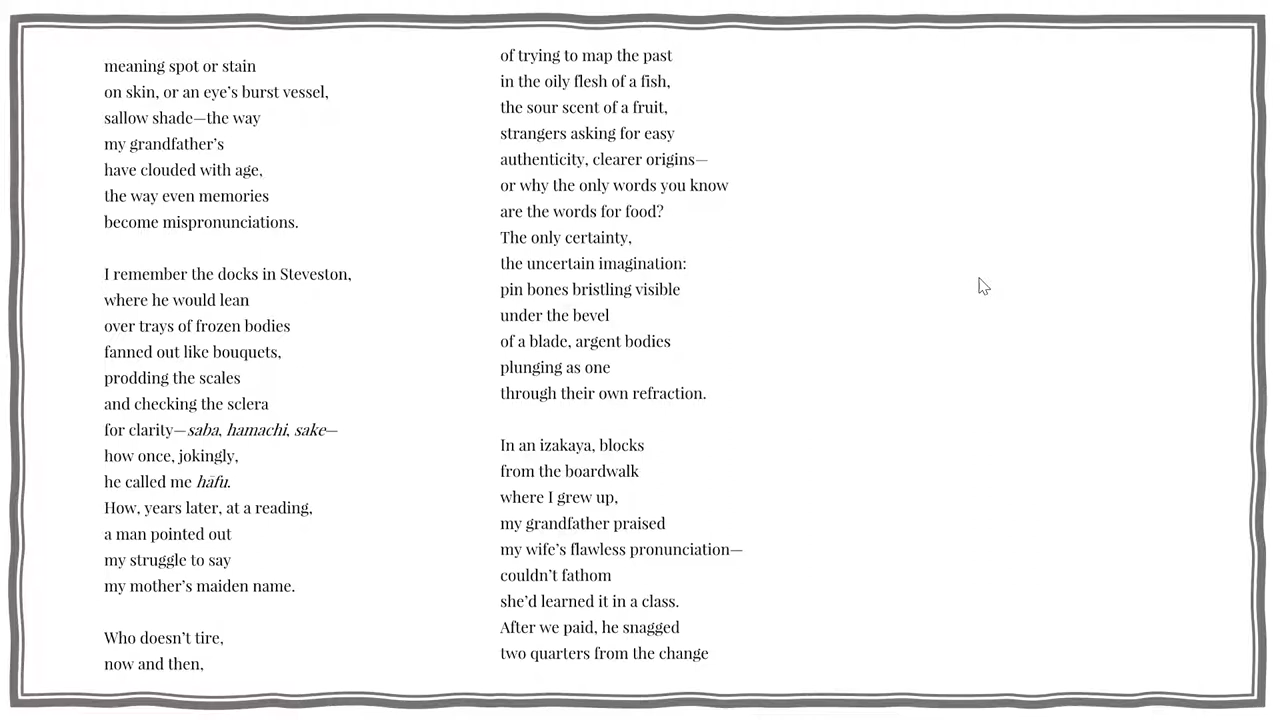 meaning spot or stain
on skin, or an eye’s burst vessel,
sallow shade—the way
my grandfather’s
have clouded with age,
the way even memories
become mispronunciations.
I remember the docks in Steveston,
where he would lean
over trays of frozen bodies
fanned out like bouquets,
prodding the scales
and checking the sclera
for clarity—saba, hamachi, sake—
how once, jokingly,
he called me hāfu.
How, years later, at a reading,
a man pointed out
my struggle to say
my mother’s maiden name.
Who doesn’t tire,
now and then,
of trying to map the past
in the oily flesh of a fish,
the sour scent of a fruit,
strangers asking for easy
authenticity, clearer origins—
or why the only words you know
are the words for food?
The only certainty,
the uncertain imagination:
pin bones bristling visible
under the bevel
of a blade, argent bodies
plunging as one
through their own refraction.
In an izakaya, blocks
from the boardwalk
where I grew up,
my grandfather praised
my wife’s flawless pronunciation—
couldn’t fathom
she’d learned it in a class.
After we paid, he snagged
two quarters from the change